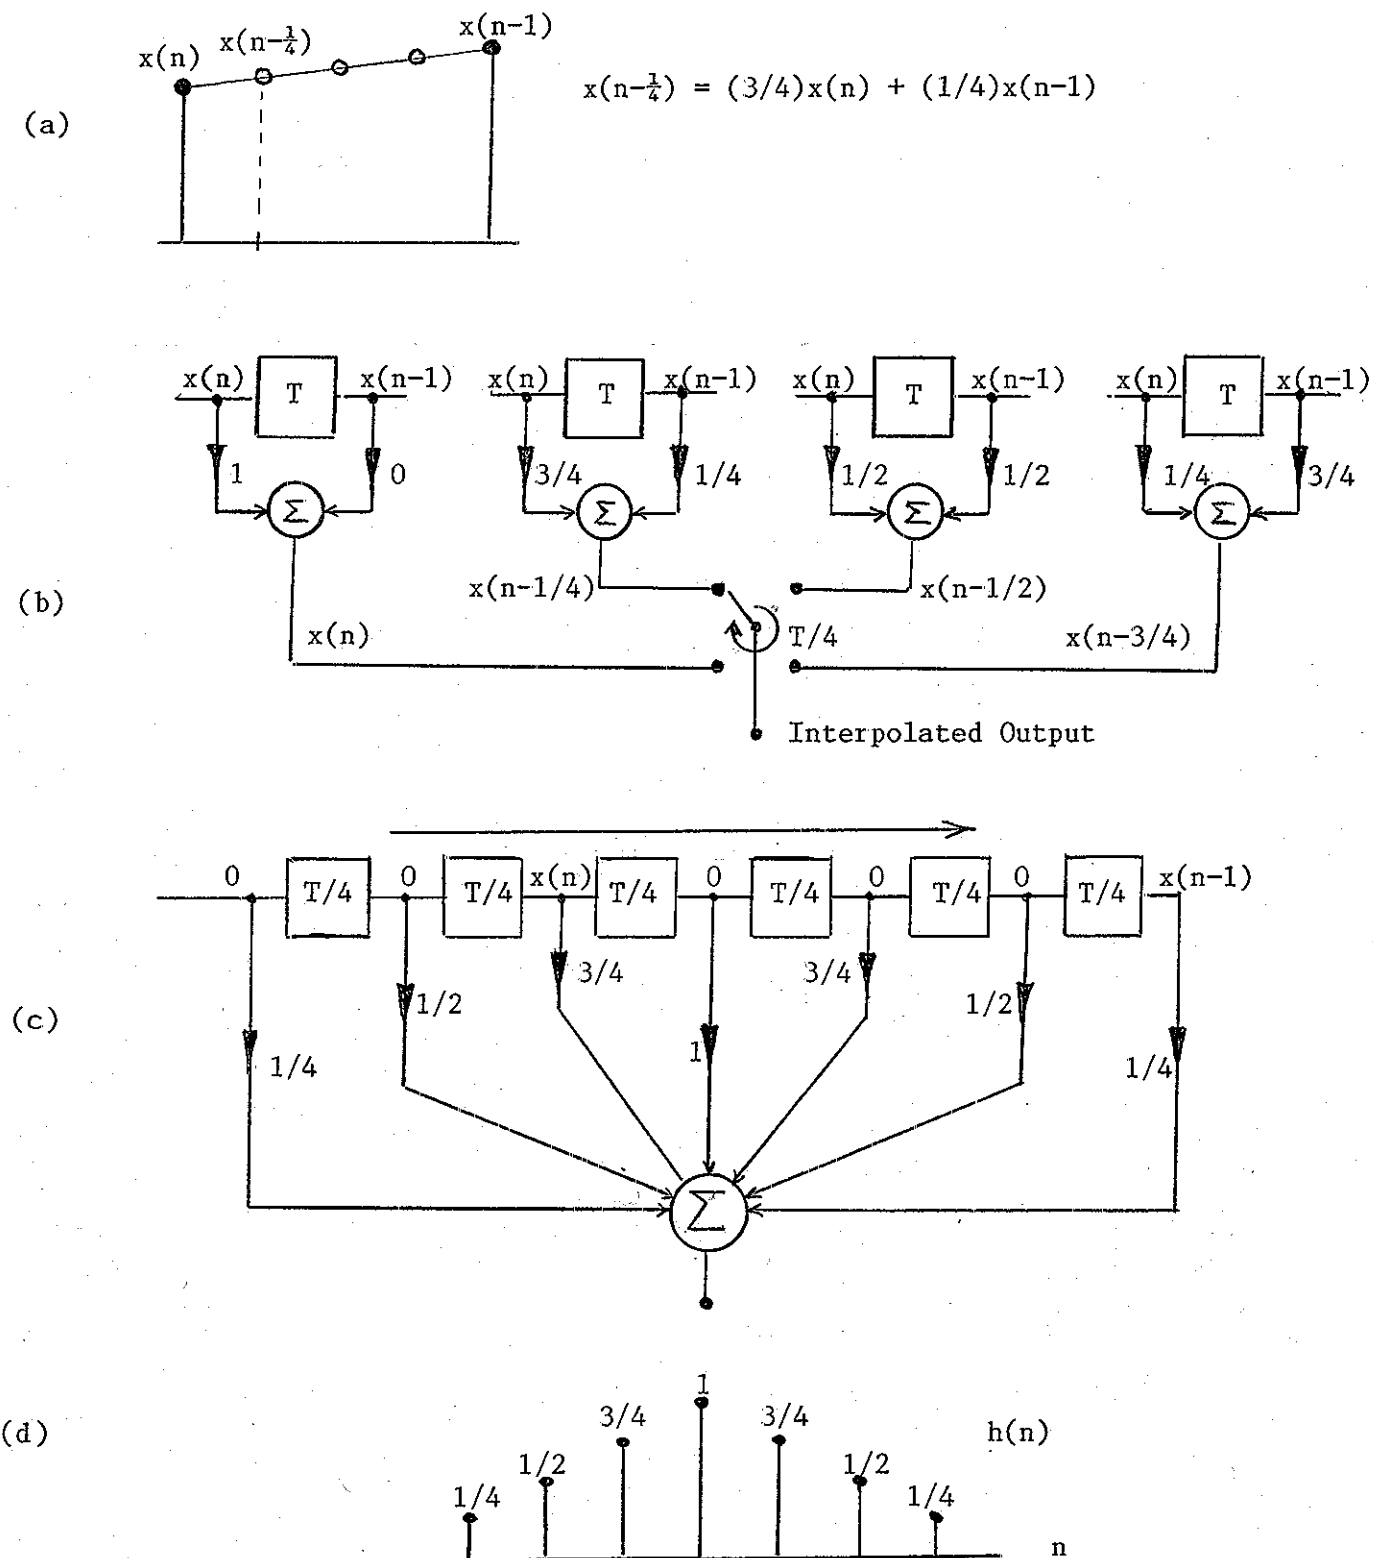 x(n) x(n-¼) x(n-1)
x(n-¼) = (3/4)x(n) + (1/4)x(n-1)
(a)
x(n) T x(n-1) x(n) T x(n-1) x(n) T x(n-1) x(n) T x(n-1)
1 0 3/4 1/4 1/2 1/2 1/4 3/4
Σ Σ Σ Σ
(b)
x(n-1/4) x(n-1/2)
x(n) T/4 x(n-3/4)
Interpolated Output
0 T/4 0 T/4 x(n) T/4 0 T/4 0 T/4 0 T/4 x(n-1)
3/4 3/4
1/2 1/2
(c)
1/4 1 1/4
Σ
1
(d)
3/4 3/4 h(n)
1/2 1/2
1/4 1/4
n